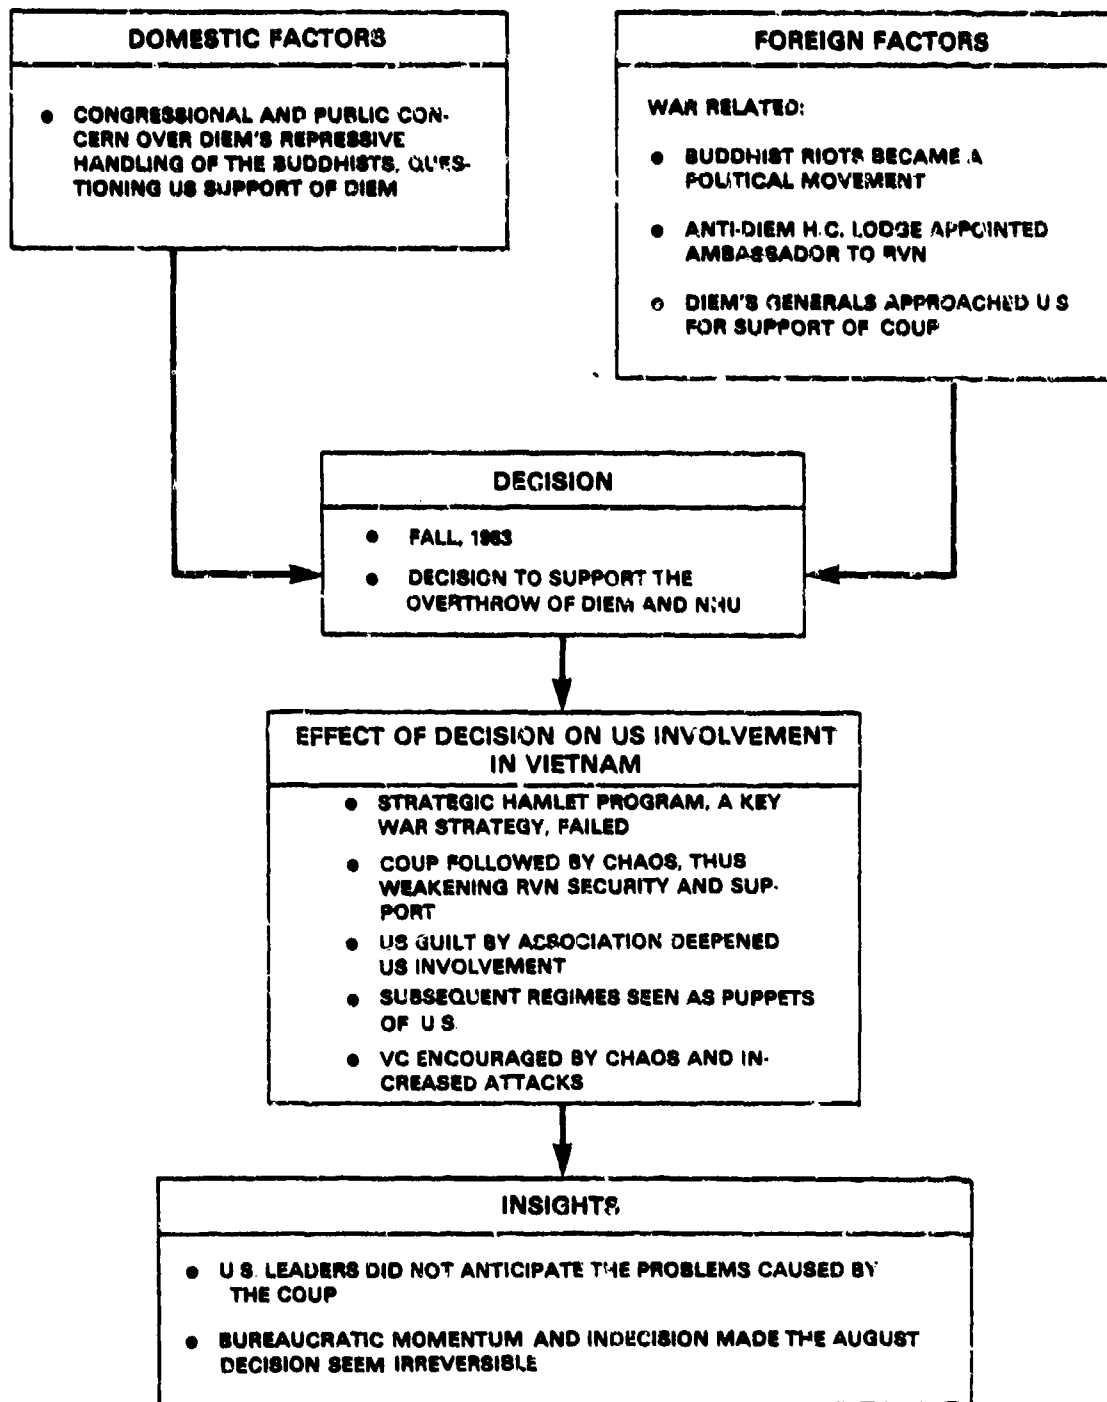 DOMESTIC FACTORS
• CONGRESSIONAL AND PUBLIC CON-
CERN OVER DIEM'S REPRESSIVE
HANDLING OF THE BUDDHISTS, QUES-
TIONING US SUPPORT OF DIEM
FOREIGN FACTORS
WAR RELATED:
• BUDDHIST RIOTS BECAME A
POLITICAL MOVEMENT
• ANTI-DIEM H.C. LODGE APPOINTED
AMBASSADOR TO RVN
• DIEM'S GENERALS APPROACHED U S
FOR SUPPORT OF COUP
DECISION
• FALL, 1963
• DECISION TO SUPPORT THE
OVERTHROW OF DIEM AND NHU
EFFECT OF DECISION ON US INVOLVEMENT
IN VIETNAM
• STRATEGIC HAMLET PROGRAM, A KEY
WAR STRATEGY, FAILED
• COUP FOLLOWED BY CHAOS, THUS
WEAKENING RVN SECURITY AND SUP-
PORT
• US GUILT BY ASSOCIATION DEEPENED
US INVOLVEMENT
• SUBSEQUENT REGIMES SEEN AS PUPPETS
OF U S.
• VC ENCOURAGED BY CHAOS AND IN-
CREASED ATTACKS
INSIGHTS
• U S. LEADERS DID NOT ANTICIPATE THE PROBLEMS CAUSED BY
THE COUP
• BUREAUCRATIC MOMENTUM AND INDECISION MADE THE AUGUST
DECISION SEEM IRREVERSIBLE